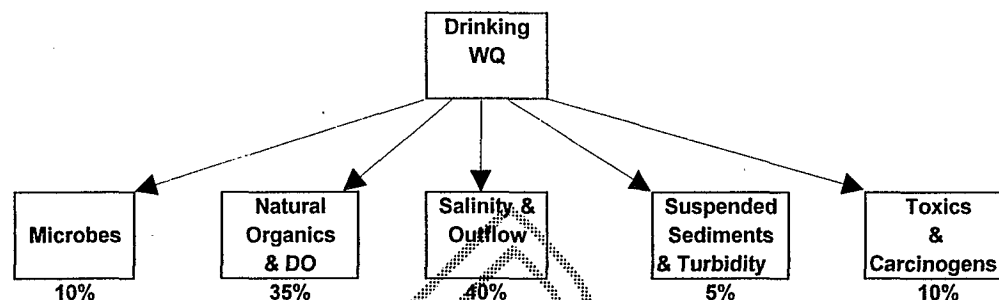 Drinking
WQ
Microbes
Natural
Organics
& DO
Salinity &
Outflow
Suspended
Sediments
& Turbidity
Toxics
&
Carcinogens
10%
35%
40%
5%
10%